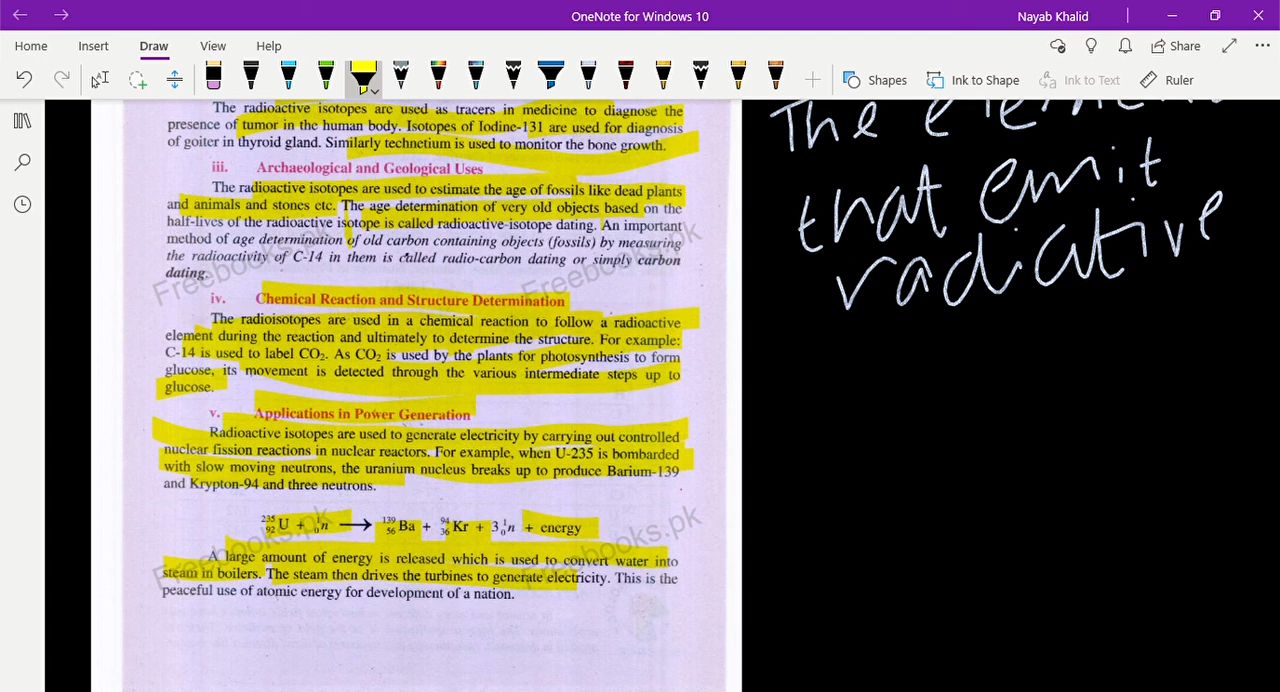 OneNote for Windows 10
Nayab Khalid
Home Insert Draw View Help
Share
Shapes Ink to Shape Ink to Text Ruler
The radioactive isotopes are used as tracers in medicine to diagnose the
presence of tumor in the human body. Isotopes of Iodine-131 are used for diagnosis
of goiter in thyroid gland. Similarly technetium is used to monitor the bone growth.
iii. Archaeological and Geological Uses
The radioactive isotopes are used to estimate the age of fossils like dead plants
and animals and stones etc. The age determination of very old objects based on the
half-lives of the radioactive isotope is called radioactive-isotope dating. An important
method of age determination of old carbon containing objects (fossils) by measuring
the radioactivity of C-14 in them is called radio-carbon dating or simply carbon
dating.
iv. Chemical Reaction and Structure Determination
The radioisotopes are used in a chemical reaction to follow a radioactive
element during the reaction and ultimately to determine the structure. For example:
C-14 is used to label CO₂. As CO₂ is used by the plants for photosynthesis to form
glucose, its movement is detected through the various intermediate steps up to
glucose.
v. Applications in Power Generation
Radioactive isotopes are used to generate electricity by carrying out controlled
nuclear fission reactions in nuclear reactors. For example, when U-235 is bombarded
with slow moving neutrons, the uranium nucleus breaks up to produce Barium-139
and Krypton-94 and three neutrons.
²³⁵₉₂U + ¹₀n ⟶ ¹³⁹₅₆Ba + ⁹⁴₃₆Kr + 3¹₀n + energy
A large amount of energy is released which is used to convert water into
steam in boilers. The steam then drives the turbines to generate electricity. This is the
peaceful use of atomic energy for development of a nation.
Freebooks.pk
Freebooks.pk
Freebooks.pk
Freebooks.pk
The
that emit
radiative